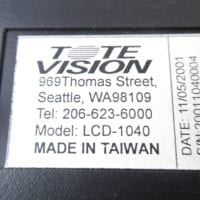 TOTE
VISION
969Thomas Street,
Seattle, WA98109
Tel: 206-623-6000
Model: LCD-1040
MADE IN TAIWAN
DATE: 11/05/2001
S/N:20011040004